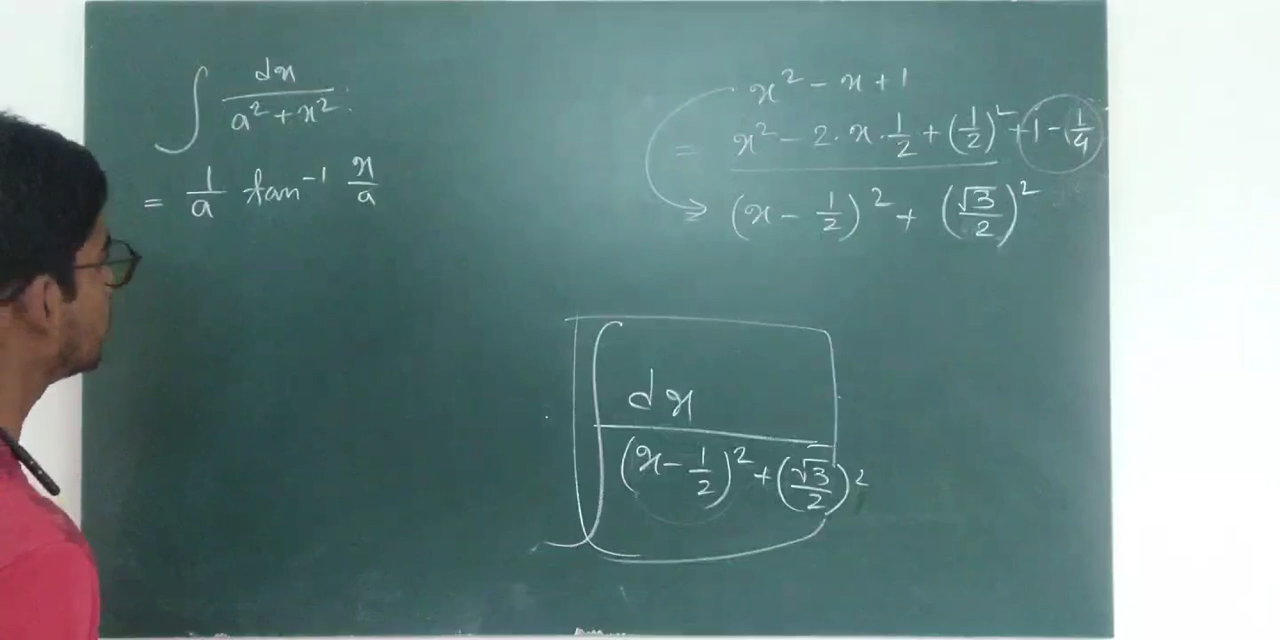 ∫ dx / (a² + x²)
= 1/a tan⁻¹ x/a
x² - x + 1
= x² - 2·x·1/2 + (1/2)² + 1 - 1/4
(x - 1/2)² + (√3/2)²
∫ dx / ((x - 1/2)² + (√3/2)²)